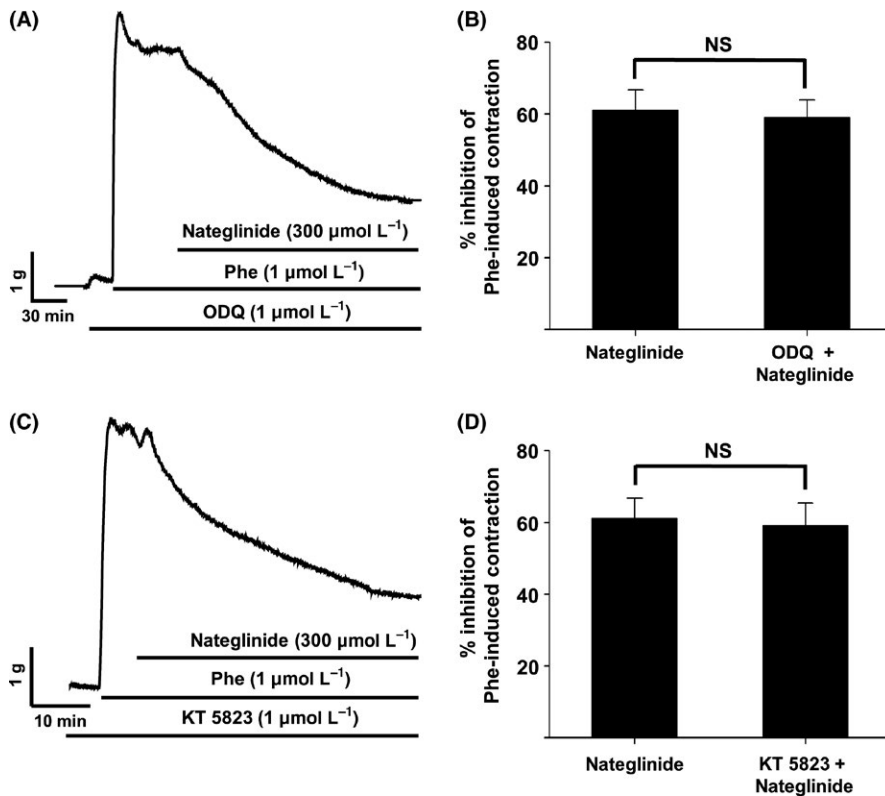 (A)
Nateglinide (300 µmol L⁻¹)
Phe (1 µmol L⁻¹)
ODQ (1 µmol L⁻¹)
1 g
30 min
(B)
% inhibition of
Phe-induced contraction
80
60
40
20
NS
Nateglinide
ODQ +
Nateglinide
(C)
Nateglinide (300 µmol L⁻¹)
Phe (1 µmol L⁻¹)
KT 5823 (1 µmol L⁻¹)
1 g
10 min
(D)
% inhibition of
Phe-induced contraction
80
60
40
20
NS
Nateglinide
KT 5823 +
Nateglinide